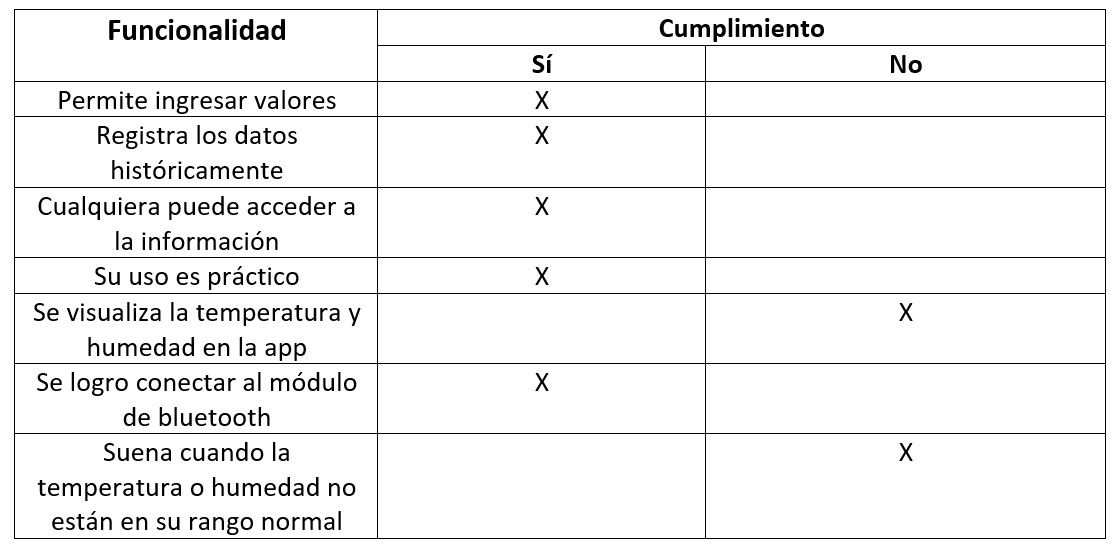 Funcionalidad
Cumplimiento
Sí
No
Permite ingresar valores
X
Registra los datos
históricamente
X
Cualquiera puede acceder a
la información
X
Su uso es práctico
X
Se visualiza la temperatura y
humedad en la app
X
Se logro conectar al módulo
de bluetooth
X
Suena cuando la
temperatura o humedad no
están en su rango normal
X